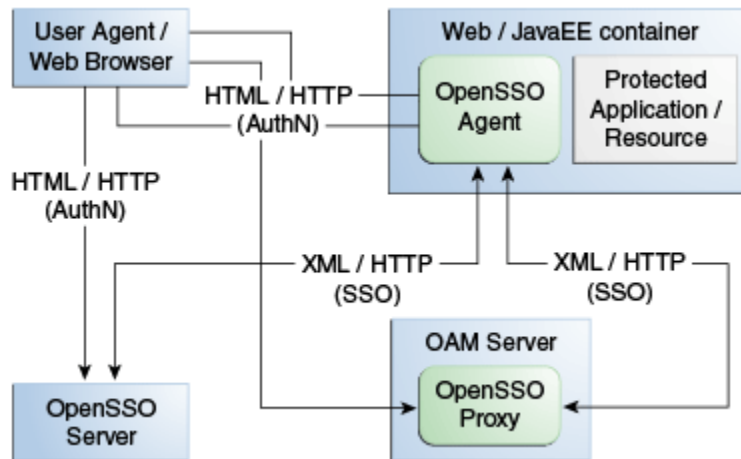 User Agent /
Web Browser
Web / JavaEE container
OpenSSO
Agent
Protected
Application /
Resource
HTML / HTTP
(AuthN)
HTML / HTTP
(AuthN)
XML / HTTP
(SSO)
XML / HTTP
(SSO)
OAM Server
OpenSSO
Proxy
OpenSSO
Server